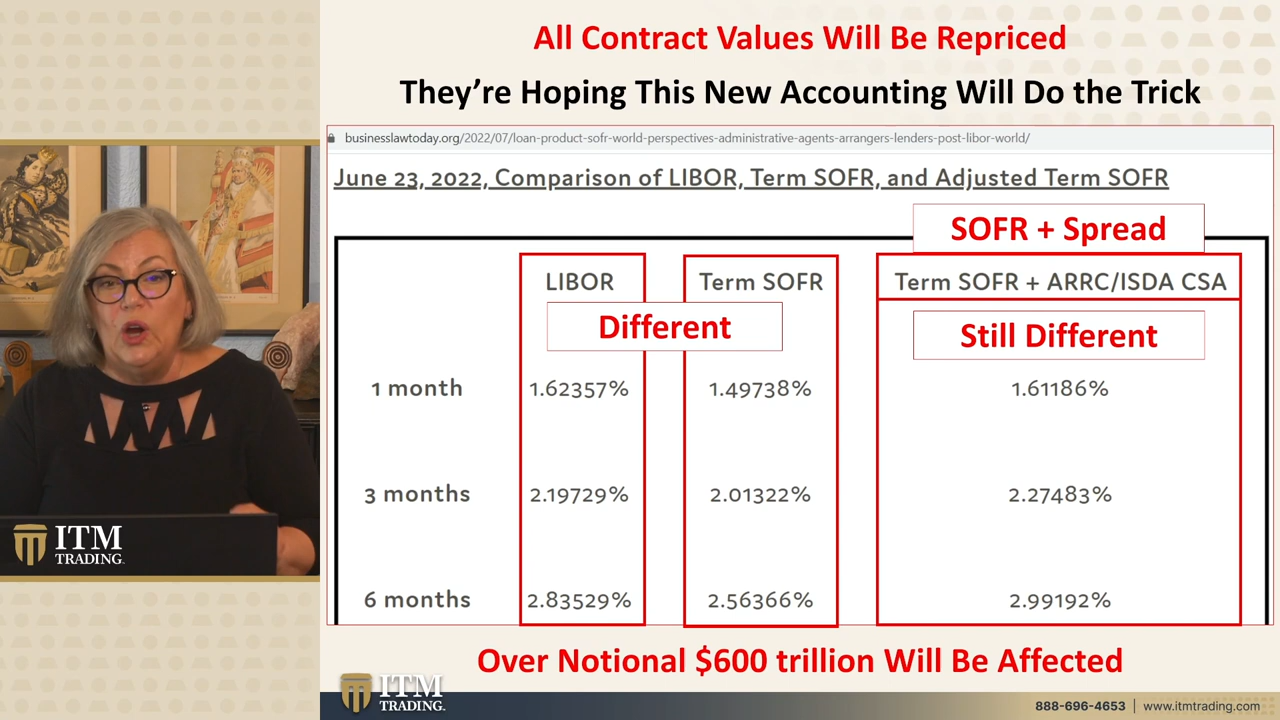 All Contract Values Will Be Repriced
They're Hoping This New Accounting Will Do the Trick
businesslawtoday.org/2022/07/loan-product-sofr-world-perspectives-administrative-agents-arrangers-lenders-post-libor-world/
June 23, 2022, Comparison of LIBOR, Term SOFR, and Adjusted Term SOFR
SOFR + Spread
LIBOR Term SOFR Term SOFR + ARRC/ISDA CSA
Different Still Different
1 month 1.62357% 1.49738% 1.61186%
3 months 2.19729% 2.01322% 2.27483%
6 months 2.83529% 2.56366% 2.99192%
ITM
TRADING.
Over Notional $600 trillion Will Be Affected
ITM
TRADING.
888-696-4653 | www.itmtrading.com